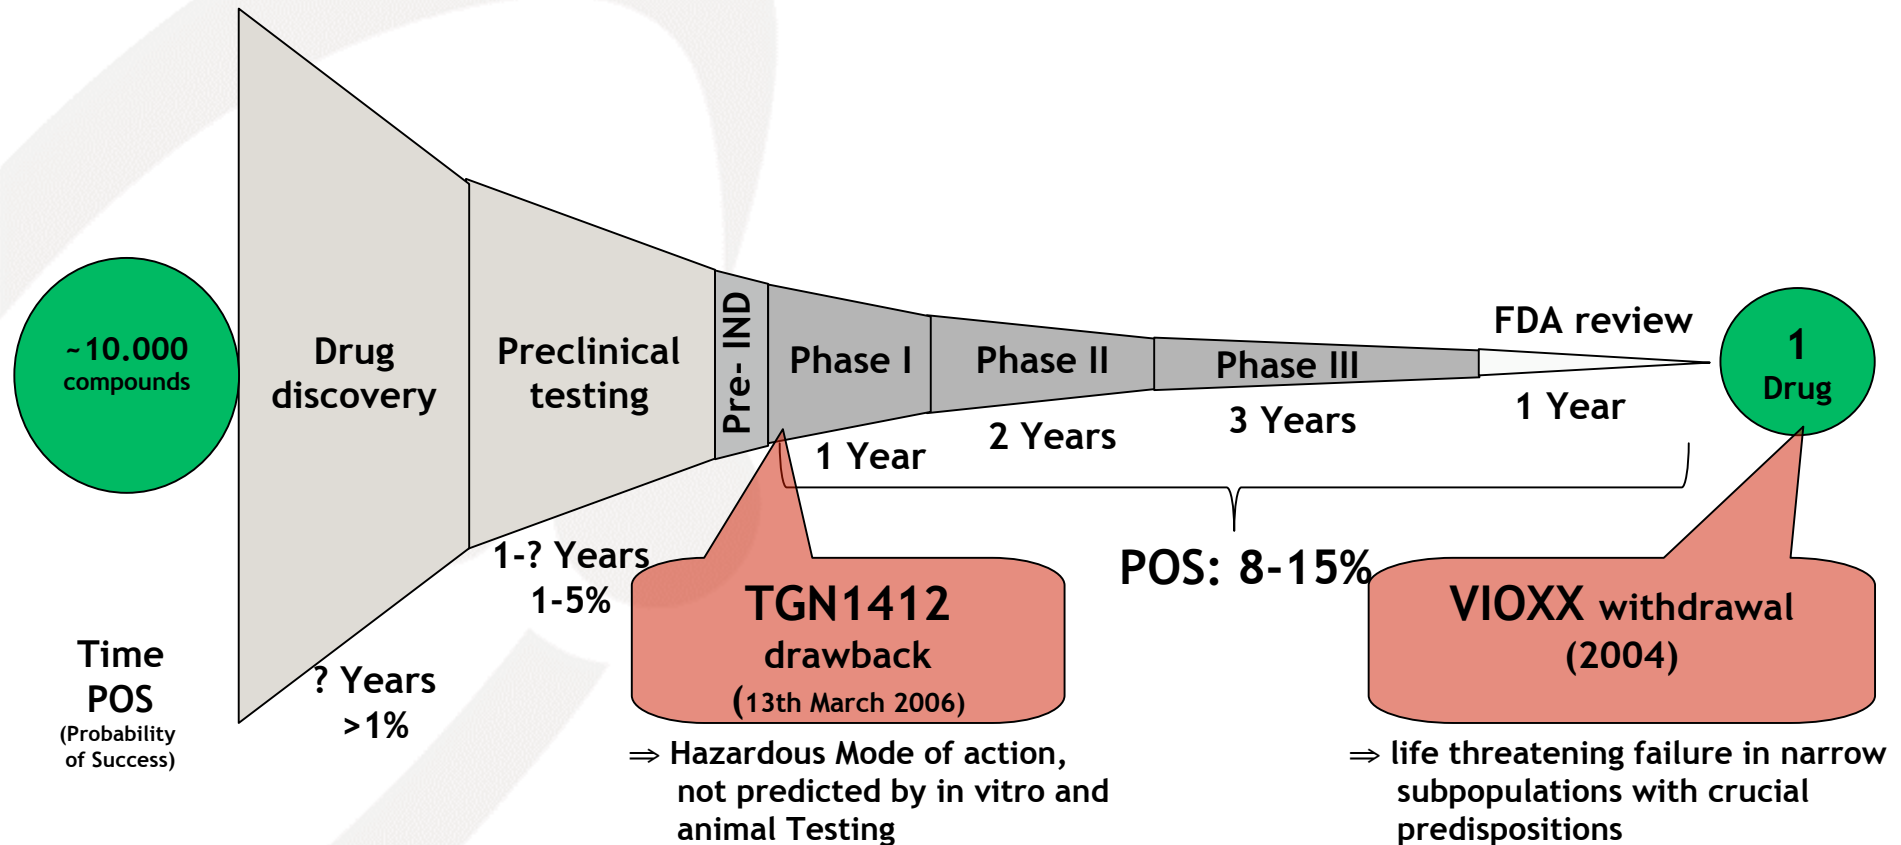 ~10.000
compounds
Drug
discovery
Preclinical
testing
Pre- IND
Phase I
Phase II
Phase III
FDA review
1
Drug
1 Year
2 Years
3 Years
1 Year
1-? Years
1-5%
POS: 8-15%
Time
POS
(Probability
of Success)
? Years
>1%
TGN1412
drawback
(13th March 2006)
VIOXX withdrawal
(2004)
⇒ Hazardous Mode of action,
not predicted by in vitro and
animal Testing
⇒ life threatening failure in narrow
subpopulations with crucial
predispositions